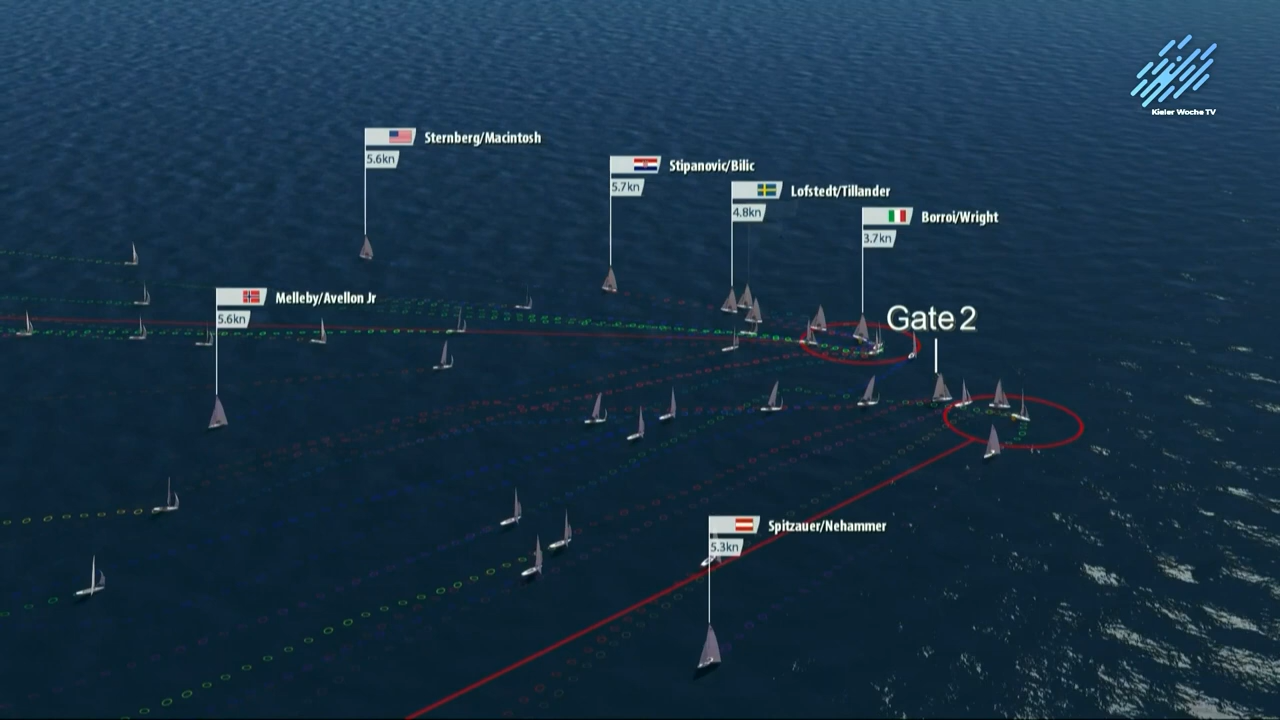 Kieler Woche TV
Sternberg/Macintosh
5.6kn
Stipanovic/Bilic
5.7kn
Lofstedt/Tillander
4.8kn
Borroi/Wright
3.7kn
Melleby/Avellon Jr
5.6kn
Gate 2
Spitzauer/Nehammer
5.3kn